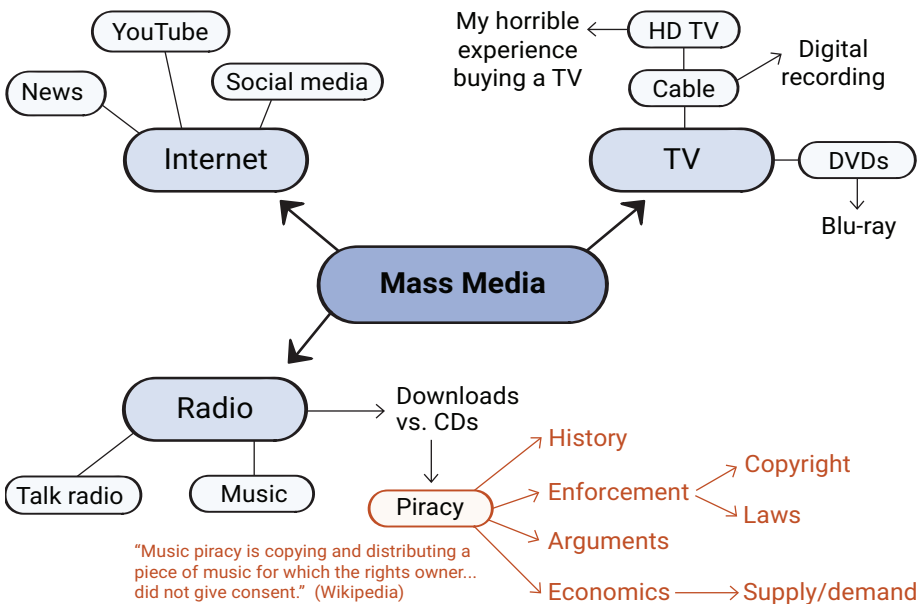 YouTube
Social media
News
Internet
My horrible
experience
buying a TV
HD TV
Cable
Digital
recording
TV
DVDs
Blu-ray
Mass Media
Radio
Talk radio
Music
Downloads
vs. CDs
Piracy
History
Enforcement
Copyright
Laws
Arguments
Economics
Supply/demand
“Music piracy is copying and distributing a
piece of music for which the rights owner...
did not give consent.” (Wikipedia)